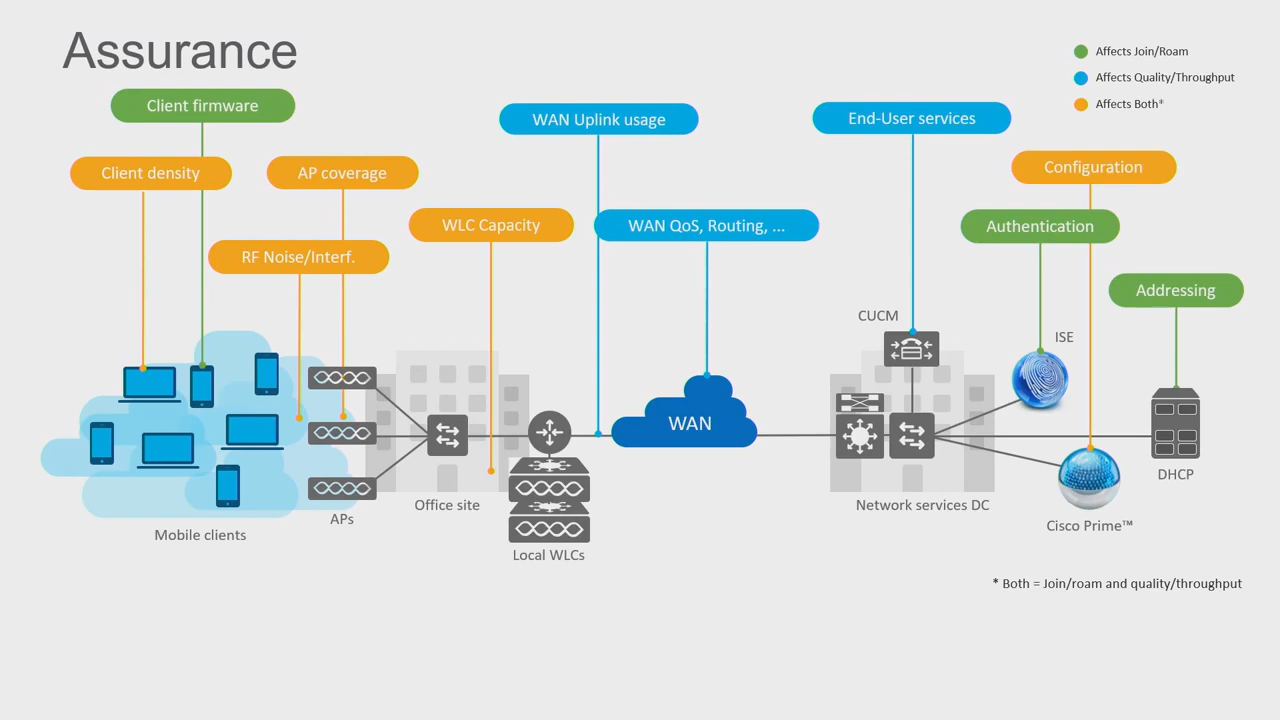 Assurance
Affects Join/Roam
Affects Quality/Throughput
Affects Both*
Client firmware
WAN Uplink usage
End-User services
Client density
AP coverage
Configuration
WLC Capacity
WAN QoS, Routing, ...
Authentication
RF Noise/Interf.
Addressing
CUCM
ISE
WAN
DHCP
Mobile clients
APs
Office site
Local WLCs
Network services DC
Cisco Prime™
* Both = Join/roam and quality/throughput